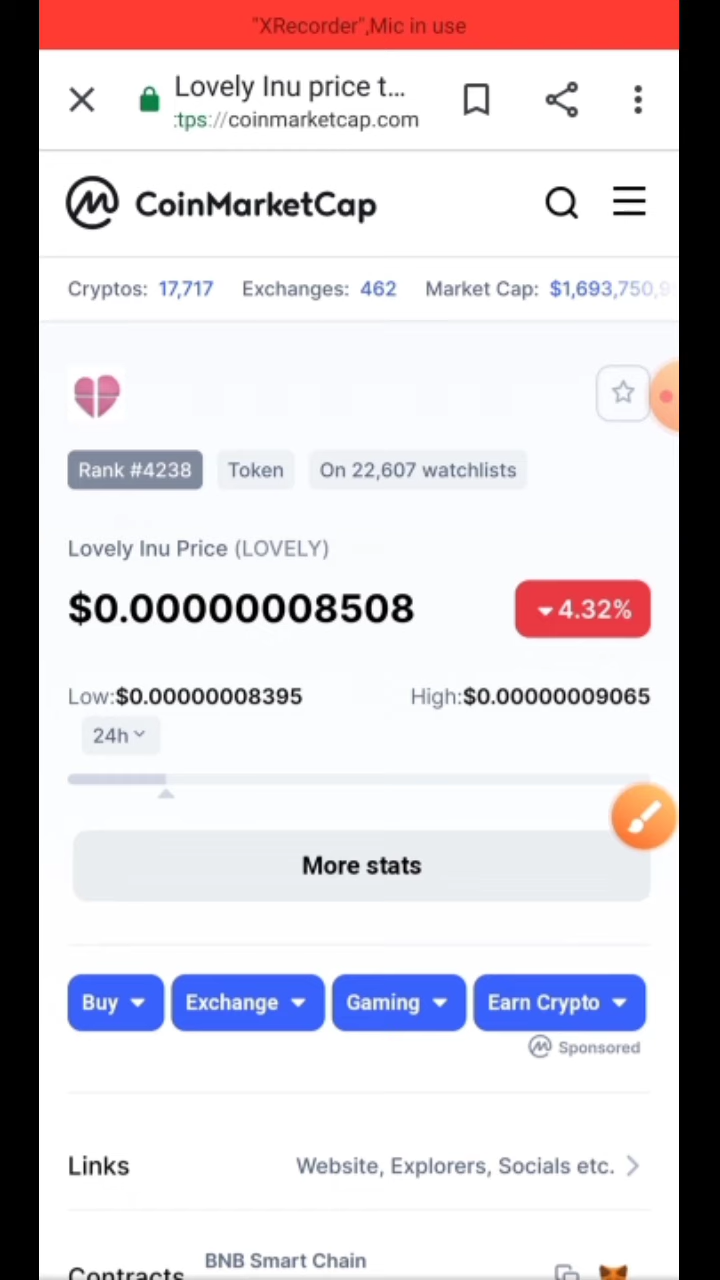 "XRecorder",Mic in use
Lovely Inu price t...
:tps://coinmarketcap.com
CoinMarketCap
Cryptos: 17,717 Exchanges: 462 Market Cap: $1,693,750,9
Rank #4238 Token On 22,607 watchlists
Lovely Inu Price (LOVELY)
$0.00000008508 4.32%
Low:$0.00000008395 High:$0.00000009065
24h
More stats
Buy Exchange Gaming Earn Crypto
Sponsored
Links Website, Explorers, Socials etc.
BNB Smart Chain
Contracts